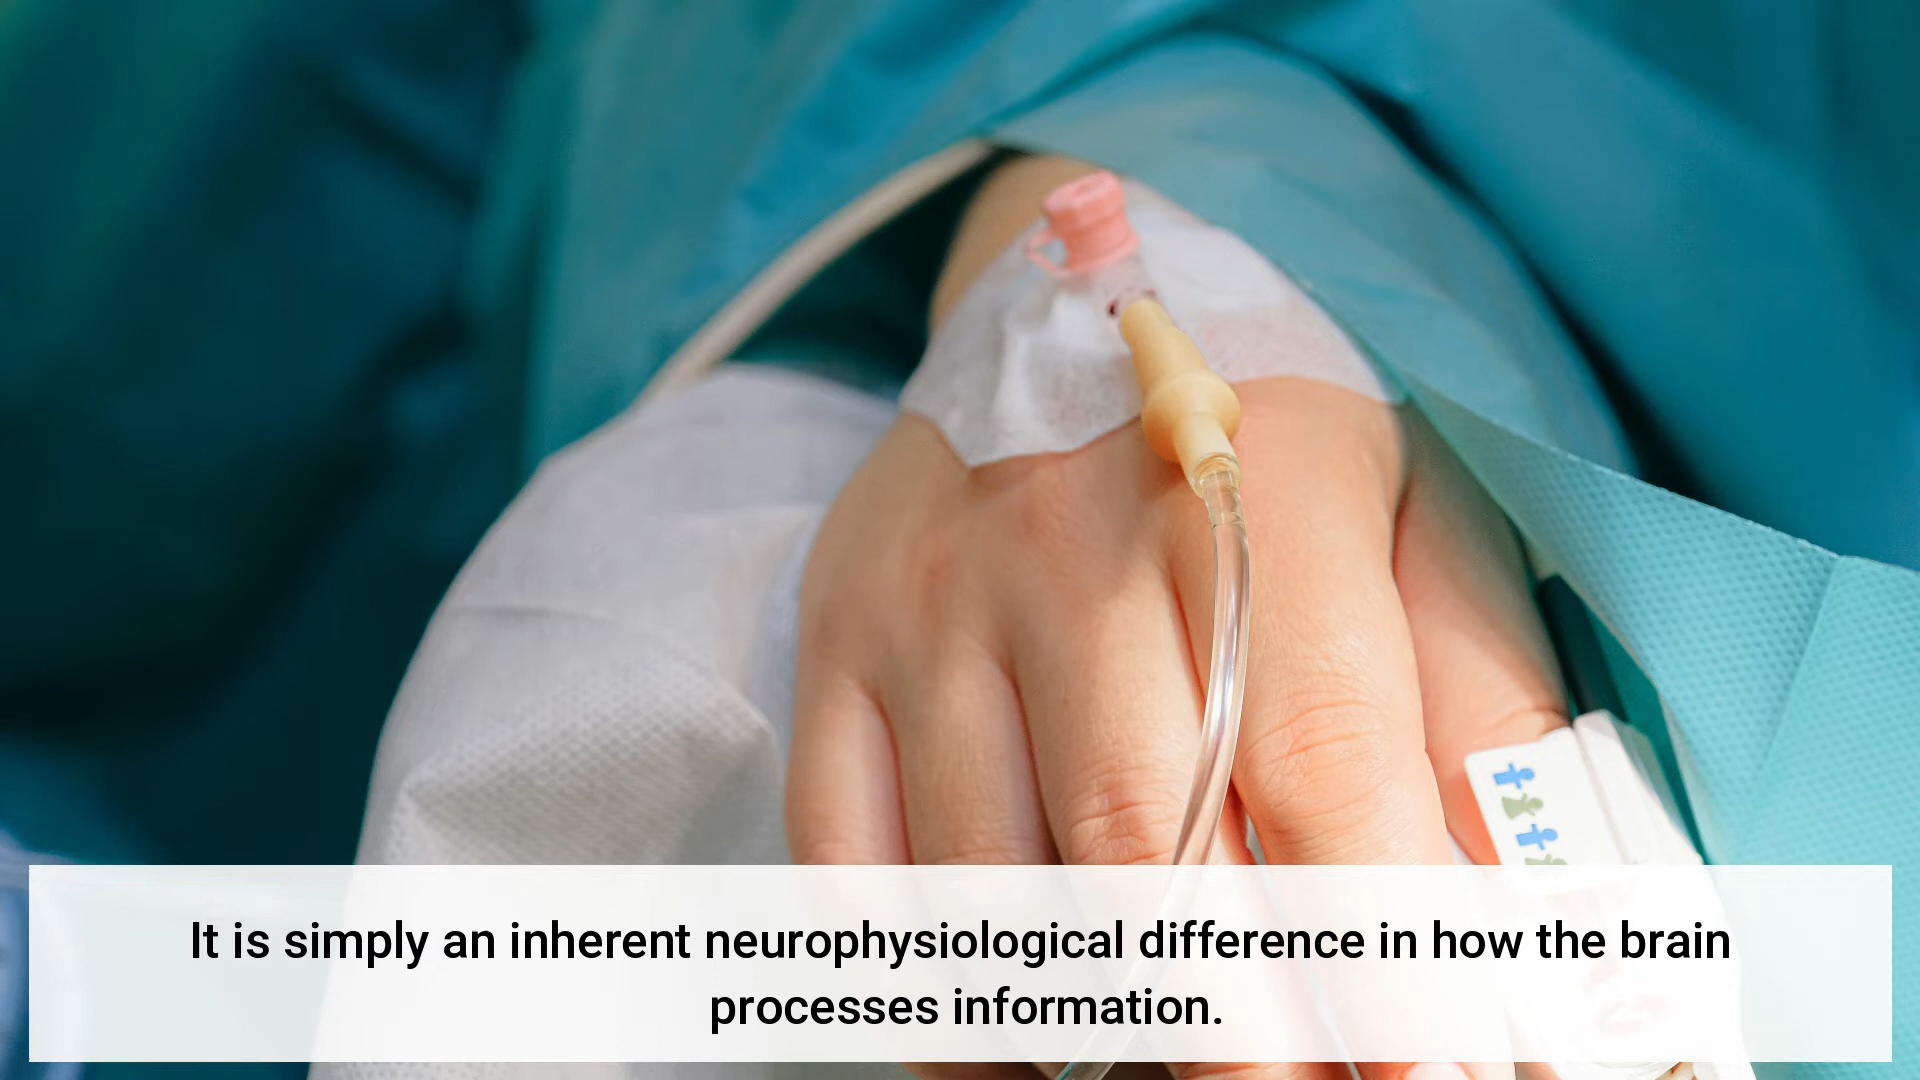 It is simply an inherent neurophysiological difference in how the brain
processes information.